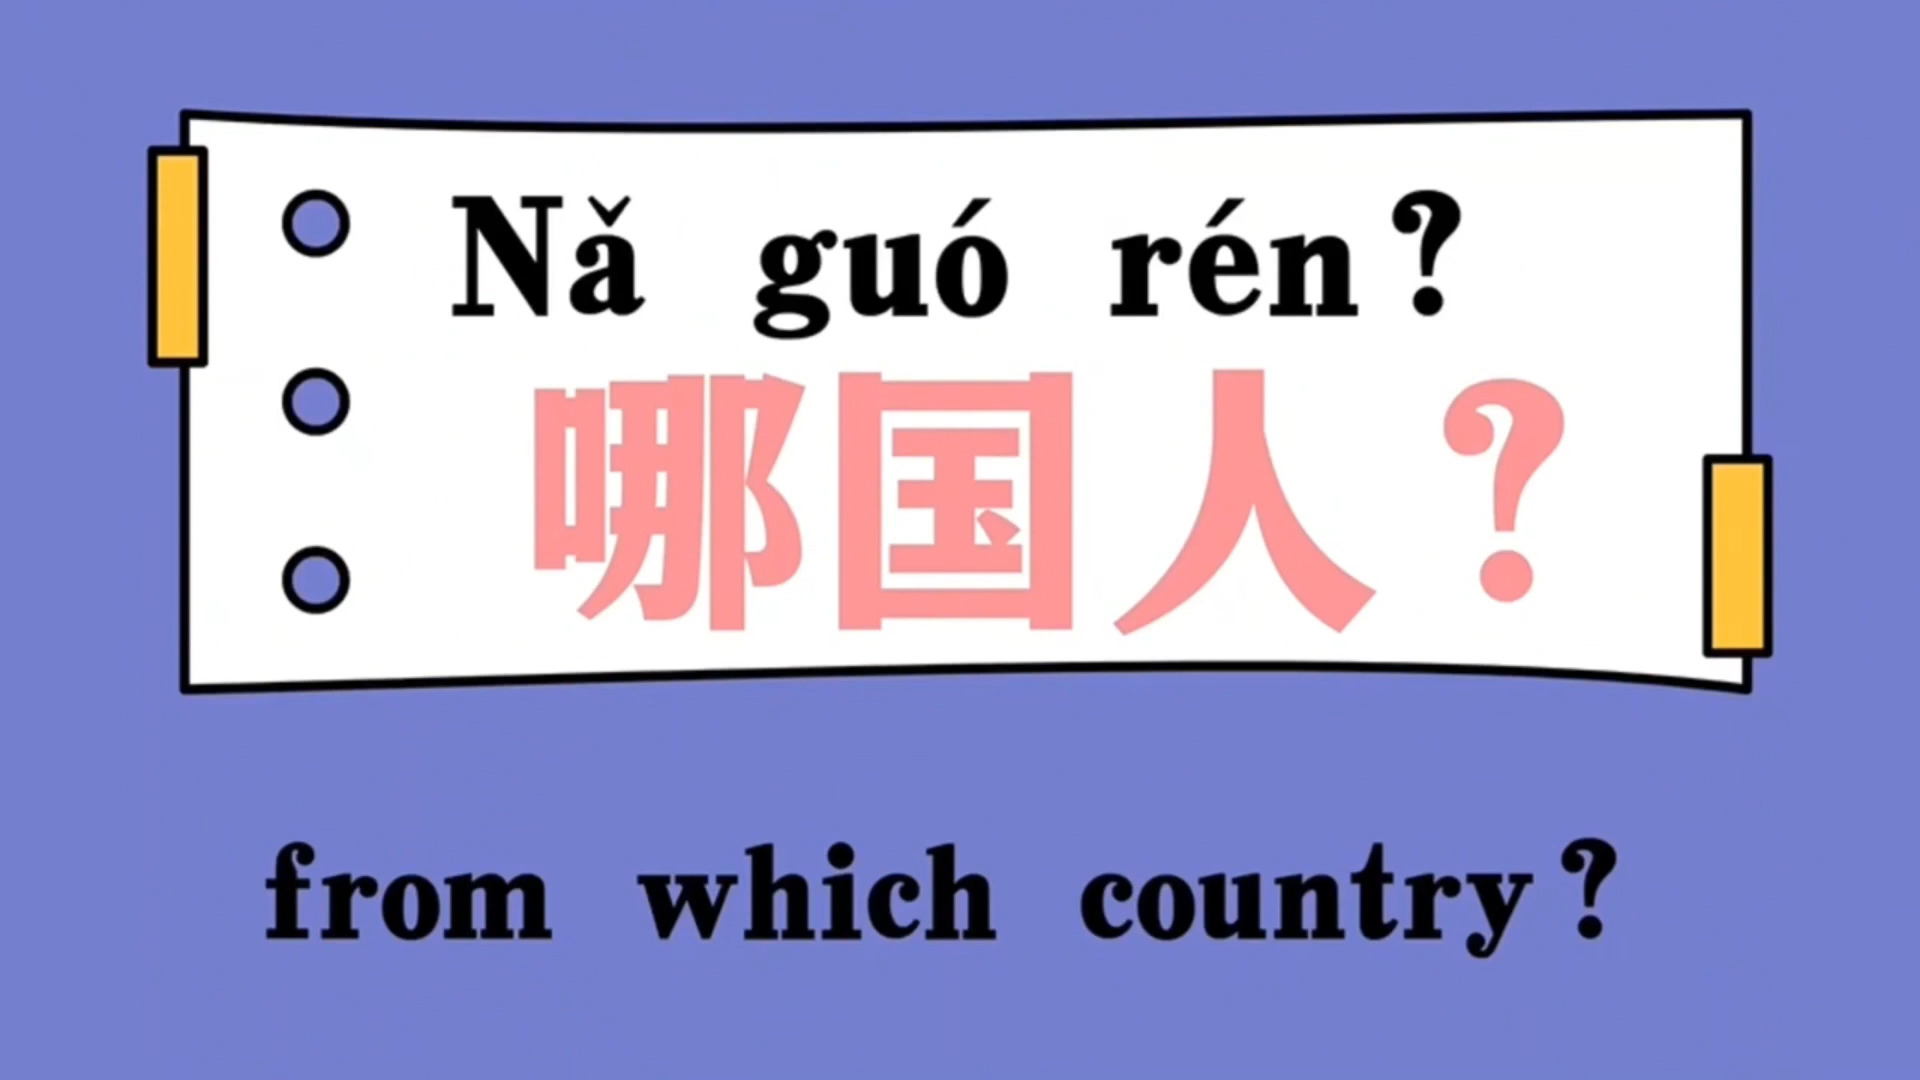 Nǎ guó rén?
哪国人？
from which country?